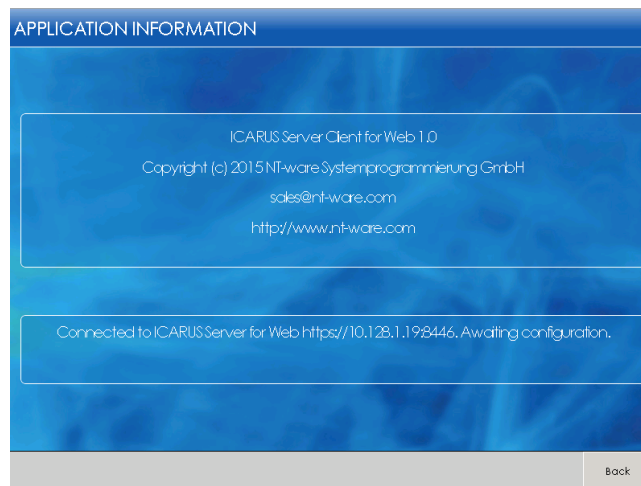 APPLICATION INFORMATION
ICARUS Server Client for Web 1.0
Copyright (c) 2015 NT-ware Systemprogrammierung GmbH
sales@nt-ware.com
http://www.nt-ware.com
Connected to ICARUS Server for Web https://10.128.1.19:8446. Awaiting configuration.
Back